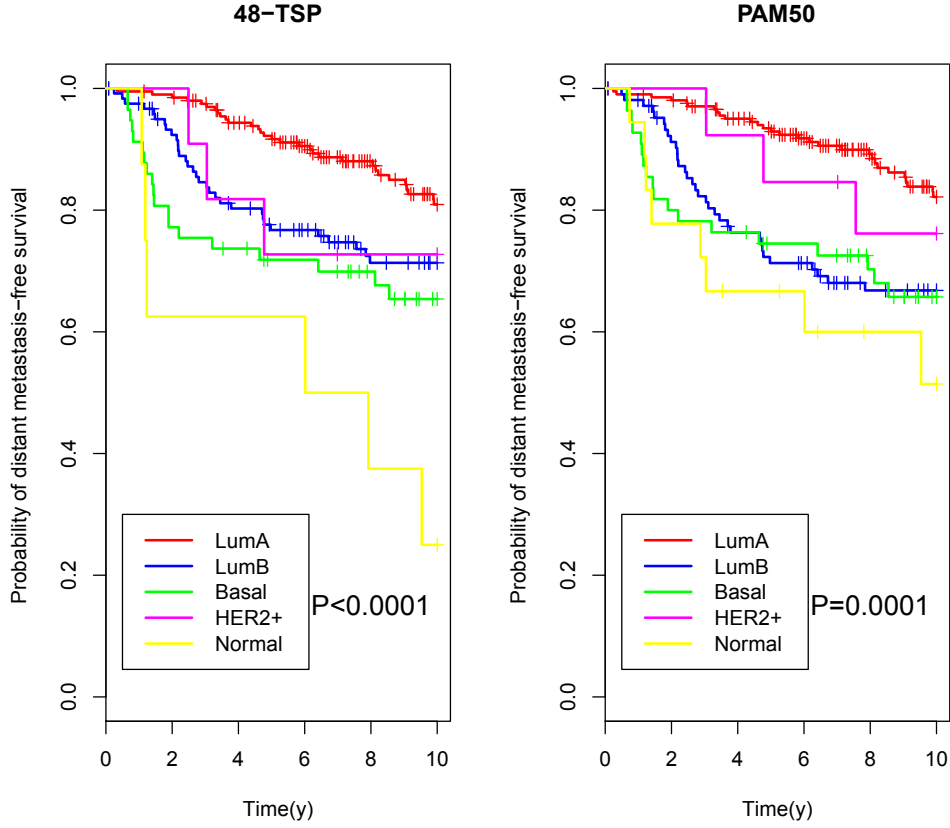 48−TSP
Probability of distant metastasis−free survival
1.0
0.8
0.6
0.4
0.2
0.0
LumA
LumB
Basal
HER2+
Normal
P<0.0001
0 2 4 6 8 10
Time(y)
PAM50
Probability of distant metastasis−free survival
1.0
0.8
0.6
0.4
0.2
0.0
LumA
LumB
Basal
HER2+
Normal
P=0.0001
0 2 4 6 8 10
Time(y)